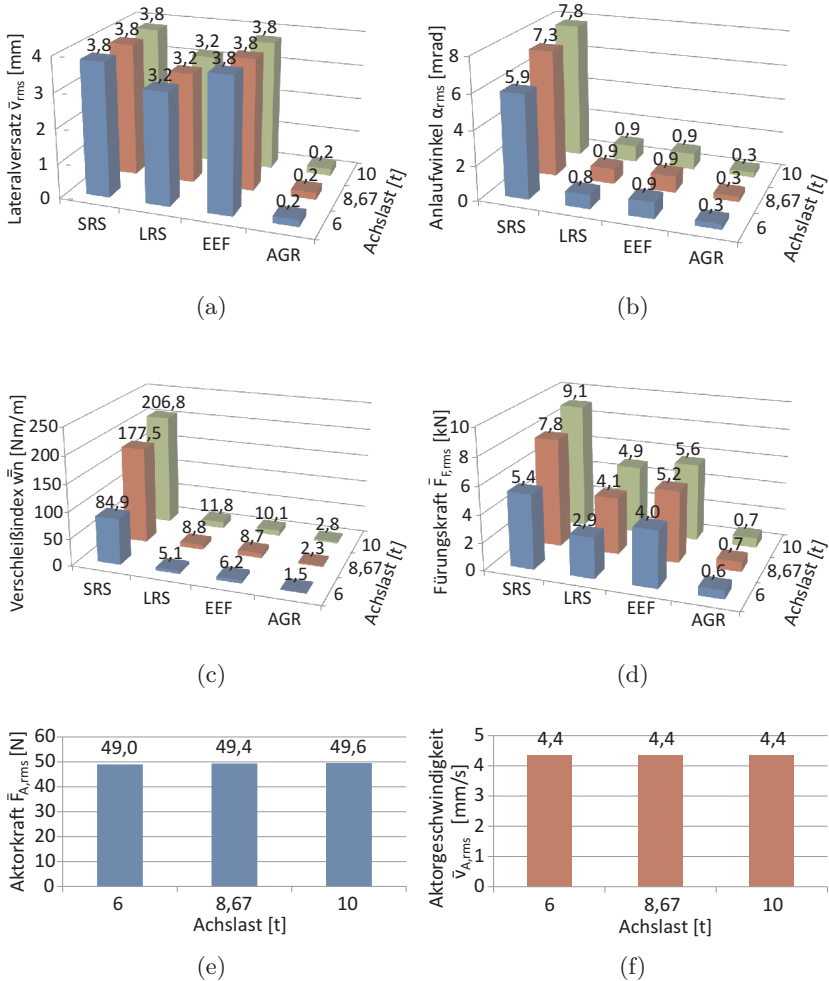 Lateralversatz v̄rms [mm]
4
3
2
1
0
3,8
3,8
3,8
3,2
3,2
3,2
3,8
3,8
3,8
0,2
0,2
0,2
SRS
LRS
EEF
AGR
6
8,67
10
Achslast [t]
(a)
Anlaufwinkel αrms [mrad]
8
6
4
2
0
5,9
7,3
7,8
0,8
0,9
0,9
0,9
0,9
0,9
0,3
0,3
0,3
SRS
LRS
EEF
AGR
6
8,67
10
Achslast [t]
(b)
Verschleißindex w̄n [Nm/m]
250
200
150
100
50
0
84,9
177,5
206,8
5,1
8,8
11,8
6,2
8,7
10,1
1,5
2,3
2,8
SRS
LRS
EEF
AGR
6
8,67
10
Achslast [t]
(c)
Fürungskraft F̄F,rms [kN]
10
8
6
4
2
0
5,4
7,8
9,1
2,9
4,1
4,9
4,0
5,2
5,6
0,6
0,7
0,7
SRS
LRS
EEF
AGR
6
8,67
10
Achslast [t]
(d)
Aktorkraft F̄A,rms [N]
60
50
40
30
20
10
0
49,0 49,4 49,6
6 8,67 10
Achslast [t]
(e)
Aktorgeschwindigkeit
v̄A,rms [mm/s]
5
4
3
2
1
0
4,4 4,4 4,4
6 8,67 10
Achslast [t]
(f)